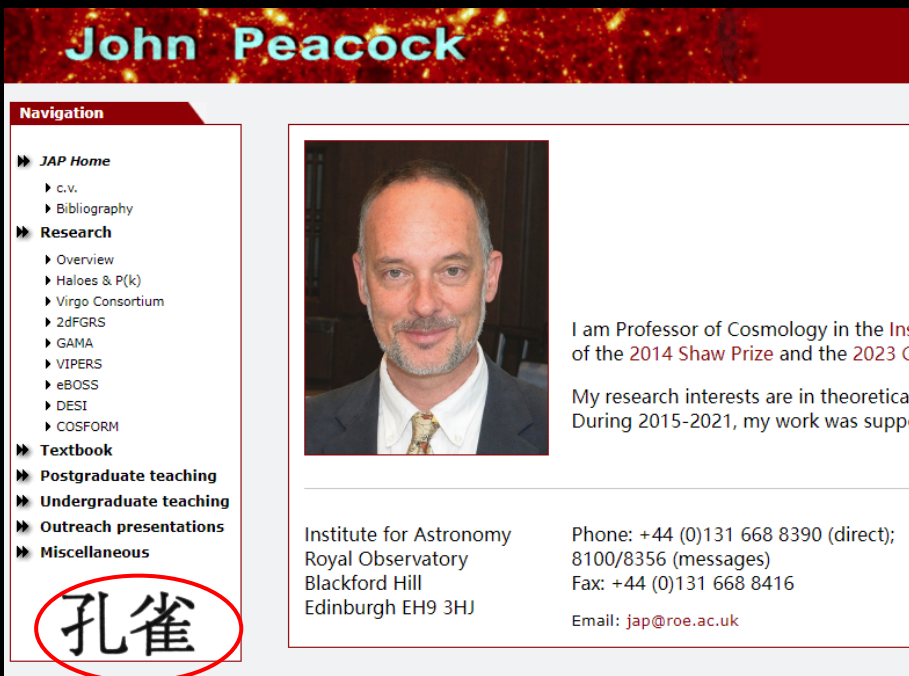 John Peacock
Navigation
JAP Home
c.v.
Bibliography
Research
Overview
Haloes & P(k)
Virgo Consortium
2dFGRS
GAMA
VIPERS
eBOSS
DESI
COSFORM
Textbook
Postgraduate teaching
Undergraduate teaching
Outreach presentations
Miscellaneous
孔雀
I am Professor of Cosmology in the
of the 2014 Shaw Prize and the 2023
My research interests are in
During 2015-2021, my work was
Institute for Astronomy
Royal Observatory
Blackford Hill
Edinburgh EH9 3HJ
Phone: +44 (0)131 668 8390 (direct);
8100/8356 (messages)
Fax: +44 (0)131 668 8416
Email: jap@roe.ac.uk